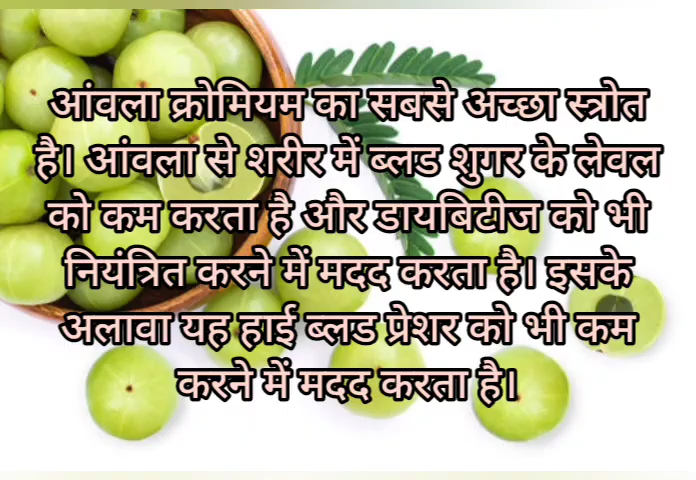 आंवला क्रोमियम का सबसे अच्छा स्त्रोत
है। आंवला से शरीर में ब्लड शुगर के लेवल
को कम करता है और डायबिटीज को भी
नियंत्रित करने में मदद करता है। इसके
अलावा यह हाई ब्लड प्रेशर को भी कम
करने में मदद करता है।